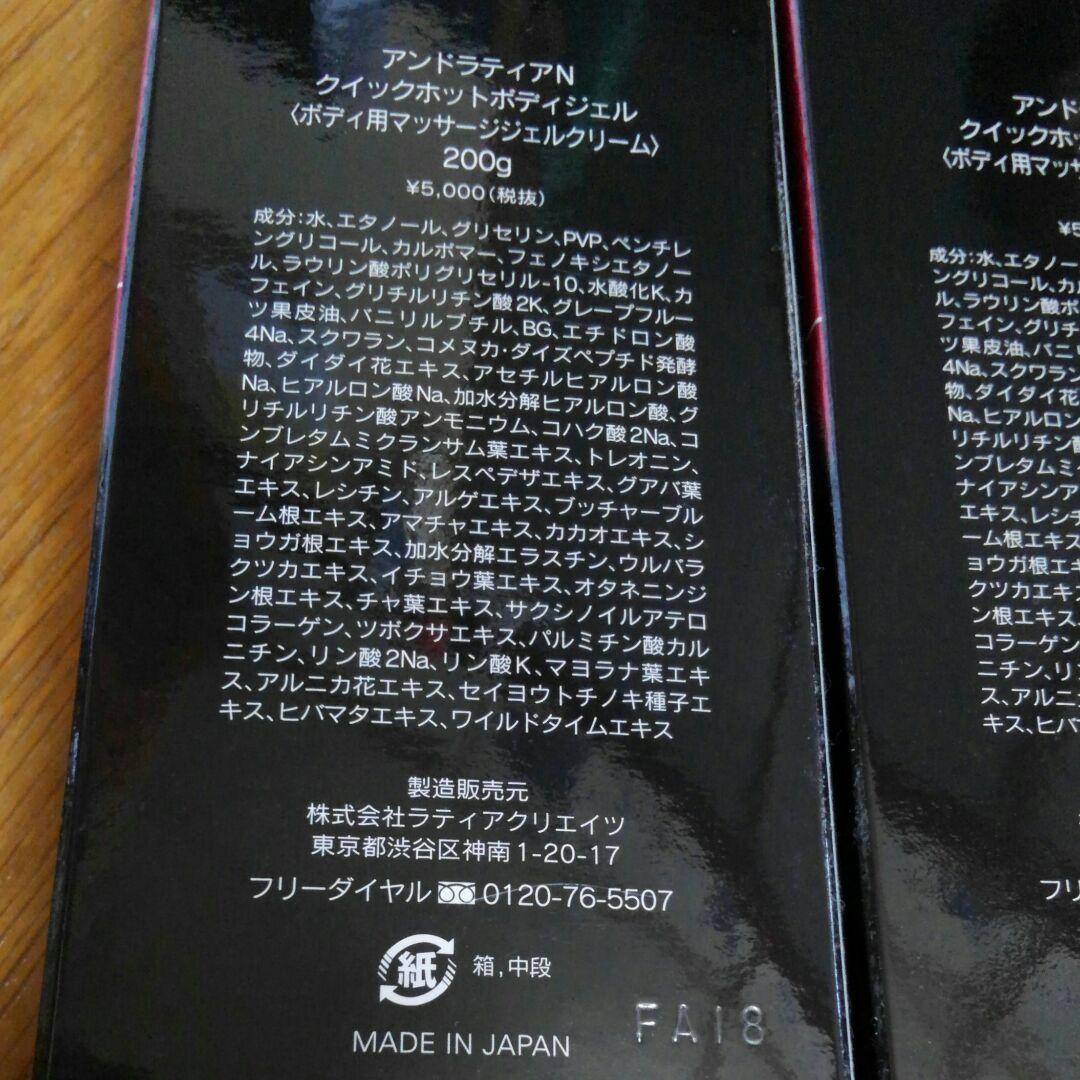 アンドラティアN
クイックホットボディジェル
〈ボディ用マッサージジェルクリーム〉
200g
¥5,000(税抜)
成分:水、エタノール、グリセリン、PVP、ペンチレ
ングリコール、カルボマー、フェノキシエタノー
ル、ラウリン酸ポリグリセリル-10、水酸化K、カ
フェイン、グリチルリチン酸2K、グレープフルー
ツ果皮油、バニリルブチル、BG、エチドロン酸
4Na、スクワラン、コメヌカ・ダイズペプチド発酵
物、ダイダイ花エキス、アセチルヒアルロン酸
Na、ヒアルロン酸Na、加水分解ヒアルロン酸、グ
リチルリチン酸アンモニウム、コハク酸2Na、コ
ンブレタムミクランサム葉エキス、トレオニン、
ナイアシンアミド、レスペデザエキス、グアバ葉
エキス、レシチン、アルゲエキス、ブッチャーブル
ーム根エキス、アマチャエキス、カカオエキス、シ
ョウガ根エキス、加水分解エラスチン、ウルバラ
クツカエキス、イチョウ葉エキス、オタネニンジ
ン根エキス、チャ葉エキス、サクシノイルアテロ
コラーゲン、ツボクサエキス、パルミチン酸カル
ニチン、リン酸2Na、リン酸K、マヨラナ葉エキ
ス、アルニカ花エキス、セイヨウトチノキ種子エ
キス、ヒバマタエキス、ワイルドタイムエキス
製造販売元
株式会社ラティアクリエイツ
東京都渋谷区神南1-20-17
フリーダイヤル 0120-76-5507
紙 箱,中段
MADE IN JAPAN
FA18
アンド
クイックホッ
〈ボディ用マッサ
¥5
成分:水、エタノー
ングリコール、カル
ル、ラウリン酸ポ
フェイン、グリチ
ツ果皮油、バニ
4Na、スクワラン
物、ダイダイ花
Na、ヒアルロン
リチルリチン酸
ンブレタムミ
ナイアシンア
エキス、レシ
ーム根エキ
ョウガ根エ
クツカエキ
ン根エキス
コラーゲン
ニチン、リ
ス、アルニ
キス、ヒバ
フリ